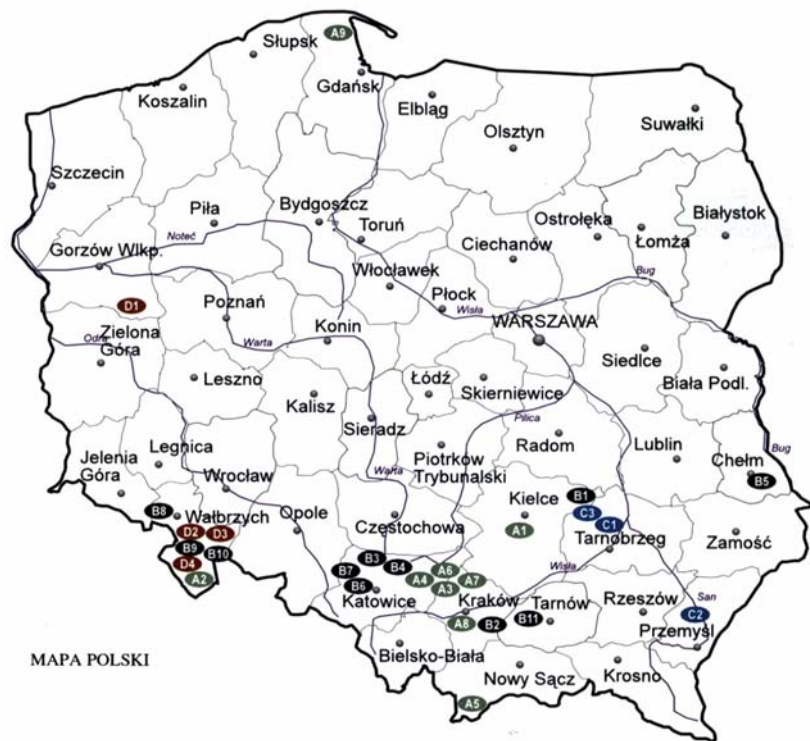 Słupsk
A9
Gdańsk
Koszalin
Elbląg
Suwałki
Olsztyn
Szczecin
Piła
Bydgoszcz
Toruń
Ostrołęka
Łomża
Białystok
Noteć
Gorzów Wlkp.
Ciechanów
Włocławek
Bug
D1
Poznań
Płock
Wisła
WARSZAWA
Zielona
Góra
Odra
Warta
Konin
Siedlce
Leszno
Kalisz
Łódź
Skierniewice
Biała Podl.
Sieradz
Pilica
Legnica
Jelenia
Góra
Wrocław
Warta
Piotrków
Trybunalski
Radom
Lublin
Chełm
Bug
B5
B8
Wałbrzych
Opole
Częstochowa
Kielce
B1
C3
C1
A1
Tarnobrzeg
Zamość
D2
D3
B9
B10
D4
A2
B3
B7
B4
B6
A6
A4
A7
A3
Katowice
Wisła
Kraków
A8
B2
B11
Tarnów
Rzeszów
San
C2
Przemyśl
MAPA POLSKI
Bielsko-Biała
Nowy Sącz
Krosno
A5